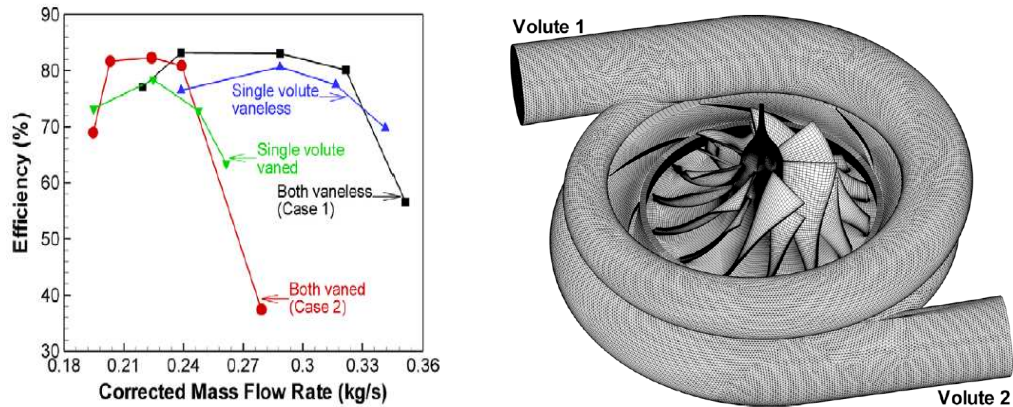 90
80
70
60
50
40
30
0.18
0.21
0.24
0.27
0.30
0.33
0.36
Efficiency (%)
Corrected Mass Flow Rate (kg/s)
Single volute
vaneless
Single volute
vaned
Both vaneless
(Case 1)
Both vaned
(Case 2)
Volute 1
Volute 2